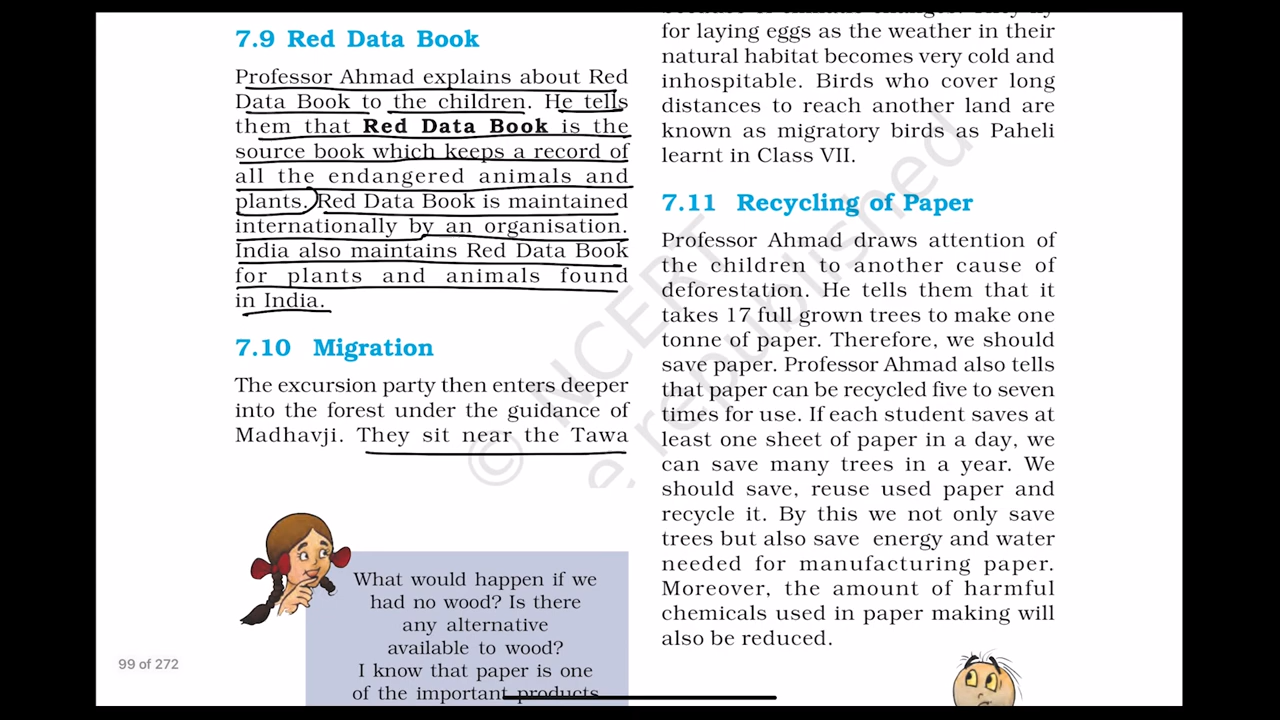 7.9 Red Data Book
Professor Ahmad explains about Red
Data Book to the children. He tells
them that Red Data Book is the
source book which keeps a record of
all the endangered animals and
plants. Red Data Book is maintained
internationally by an organisation.
India also maintains Red Data Book
for plants and animals found
in India.
7.10 Migration
The excursion party then enters deeper
into the forest under the guidance of
Madhavji. They sit near the Tawa
What would happen if we
had no wood? Is there
any alternative
available to wood?
I know that paper is one
of the important products
for laying eggs as the weather in their
natural habitat becomes very cold and
inhospitable. Birds who cover long
distances to reach another land are
known as migratory birds as Paheli
learnt in Class VII.
7.11 Recycling of Paper
Professor Ahmad draws attention of
the children to another cause of
deforestation. He tells them that it
takes 17 full grown trees to make one
tonne of paper. Therefore, we should
save paper. Professor Ahmad also tells
that paper can be recycled five to seven
times for use. If each student saves at
least one sheet of paper in a day, we
can save many trees in a year. We
should save, reuse used paper and
recycle it. By this we not only save
trees but also save energy and water
needed for manufacturing paper.
Moreover, the amount of harmful
chemicals used in paper making will
also be reduced.
© NCERT
e republished
99 of 272